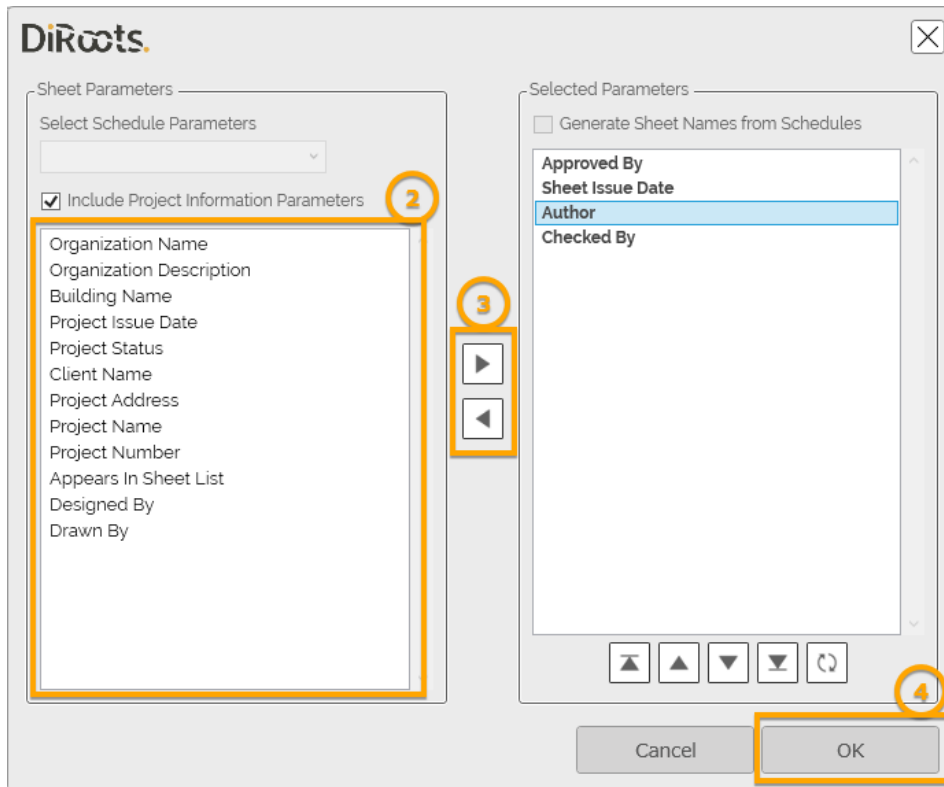 DiRoots.
Sheet Parameters
Select Schedule Parameters
Include Project Information Parameters
2
Organization Name
Organization Description
Building Name
Project Issue Date
Project Status
Client Name
Project Address
Project Name
Project Number
Appears In Sheet List
Designed By
Drawn By
3
Selected Parameters
Generate Sheet Names from Schedules
Approved By
Sheet Issue Date
Author
Checked By
4
Cancel
OK